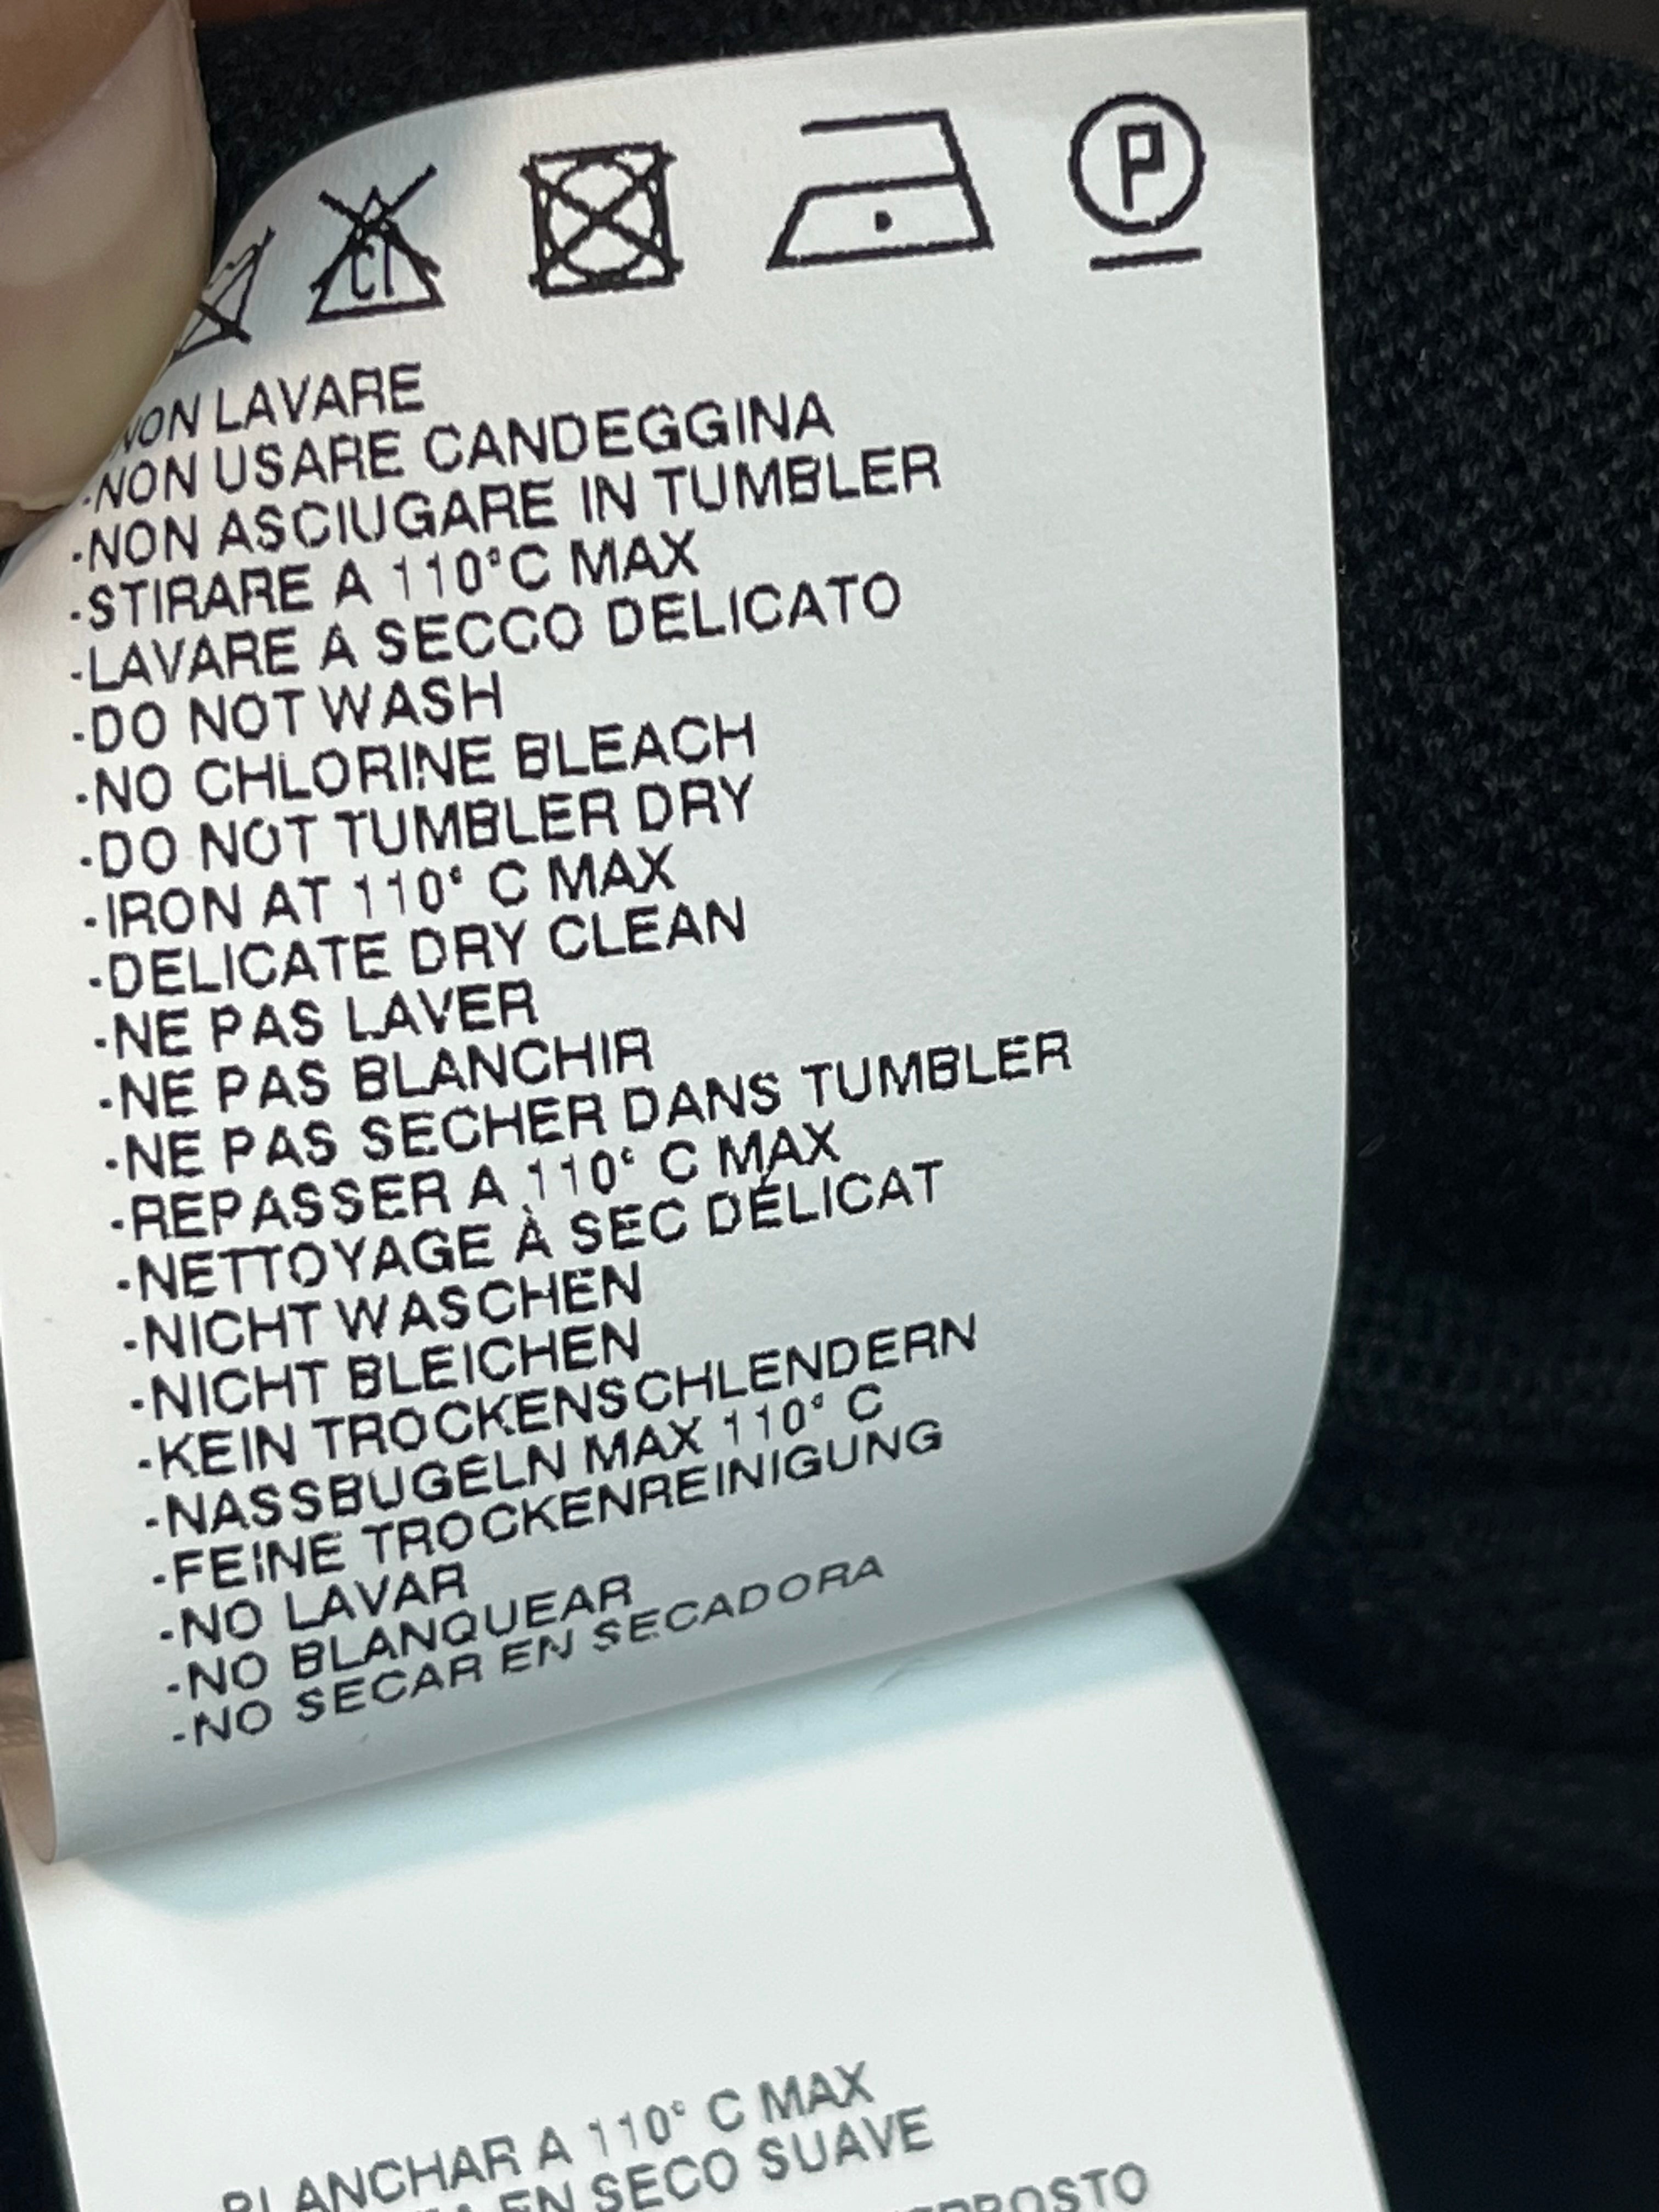 CI
P
NON LAVARE
-NON USARE CANDEGGINA
-NON ASCIUGARE IN TUMBLER
-STIRARE A 110°C MAX
-LAVARE A SECCO DELICATO
-DO NOT WASH
-NO CHLORINE BLEACH
-DO NOT TUMBLER DRY
-IRON AT 110° C MAX
-DELICATE DRY CLEAN
-NE PAS LAVER
-NE PAS BLANCHIR
-NE PAS SECHER DANS TUMBLER
-REPASSER A 110° C MAX
-NETTOYAGE À SEC DÉLICAT
-NICHT WASCHEN
-NICHT BLEICHEN
-KEIN TROCKENSCHLENDERN
-NASSBUGELN MAX 110° C
-FEINE TROCKENREINIGUNG
-NO LAVAR
-NO BLANQUEAR
-NO SECAR EN SECADORA
PLANCHAR A 110° C MAX
EN SECO SUAVE